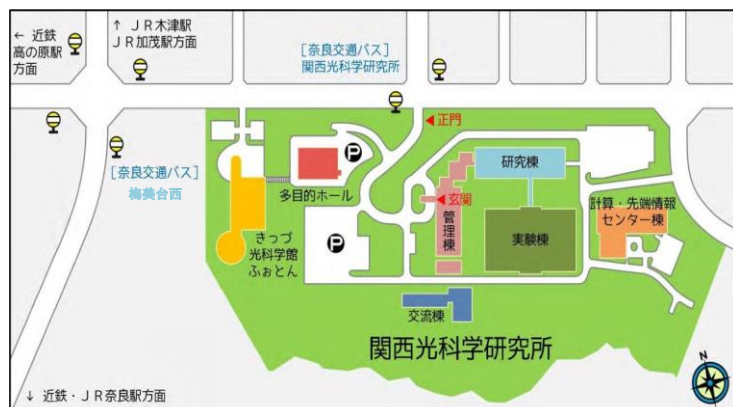 ← 近鉄
高の原駅
方面
↑ JR木津駅
JR加茂駅方面
[奈良交通バス]
関西光科学研究所
正門
[奈良交通バス]
梅美台西
P
多目的ホール
研究棟
玄関
管理棟
実験棟
計算・先端情報
センター棟
きっづ
光科学館
ふぉとん
P
交流棟
関西光科学研究所
↓ 近鉄・JR奈良駅方面
N